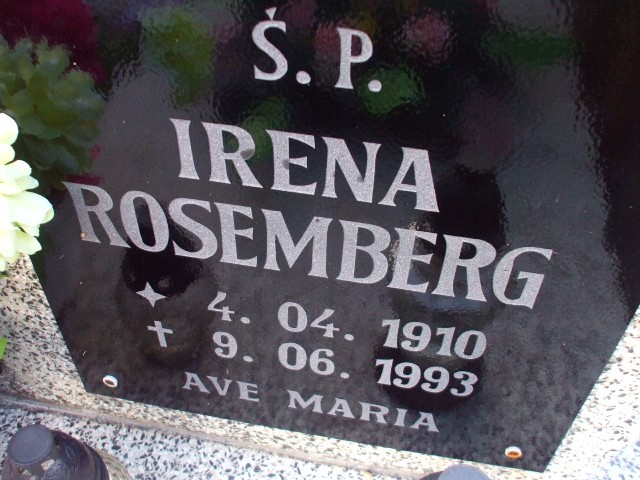 Ś. P.
IRENA
ROSEMBERG
4. 04. 1910
9. 06. 1993
AVE MARIA